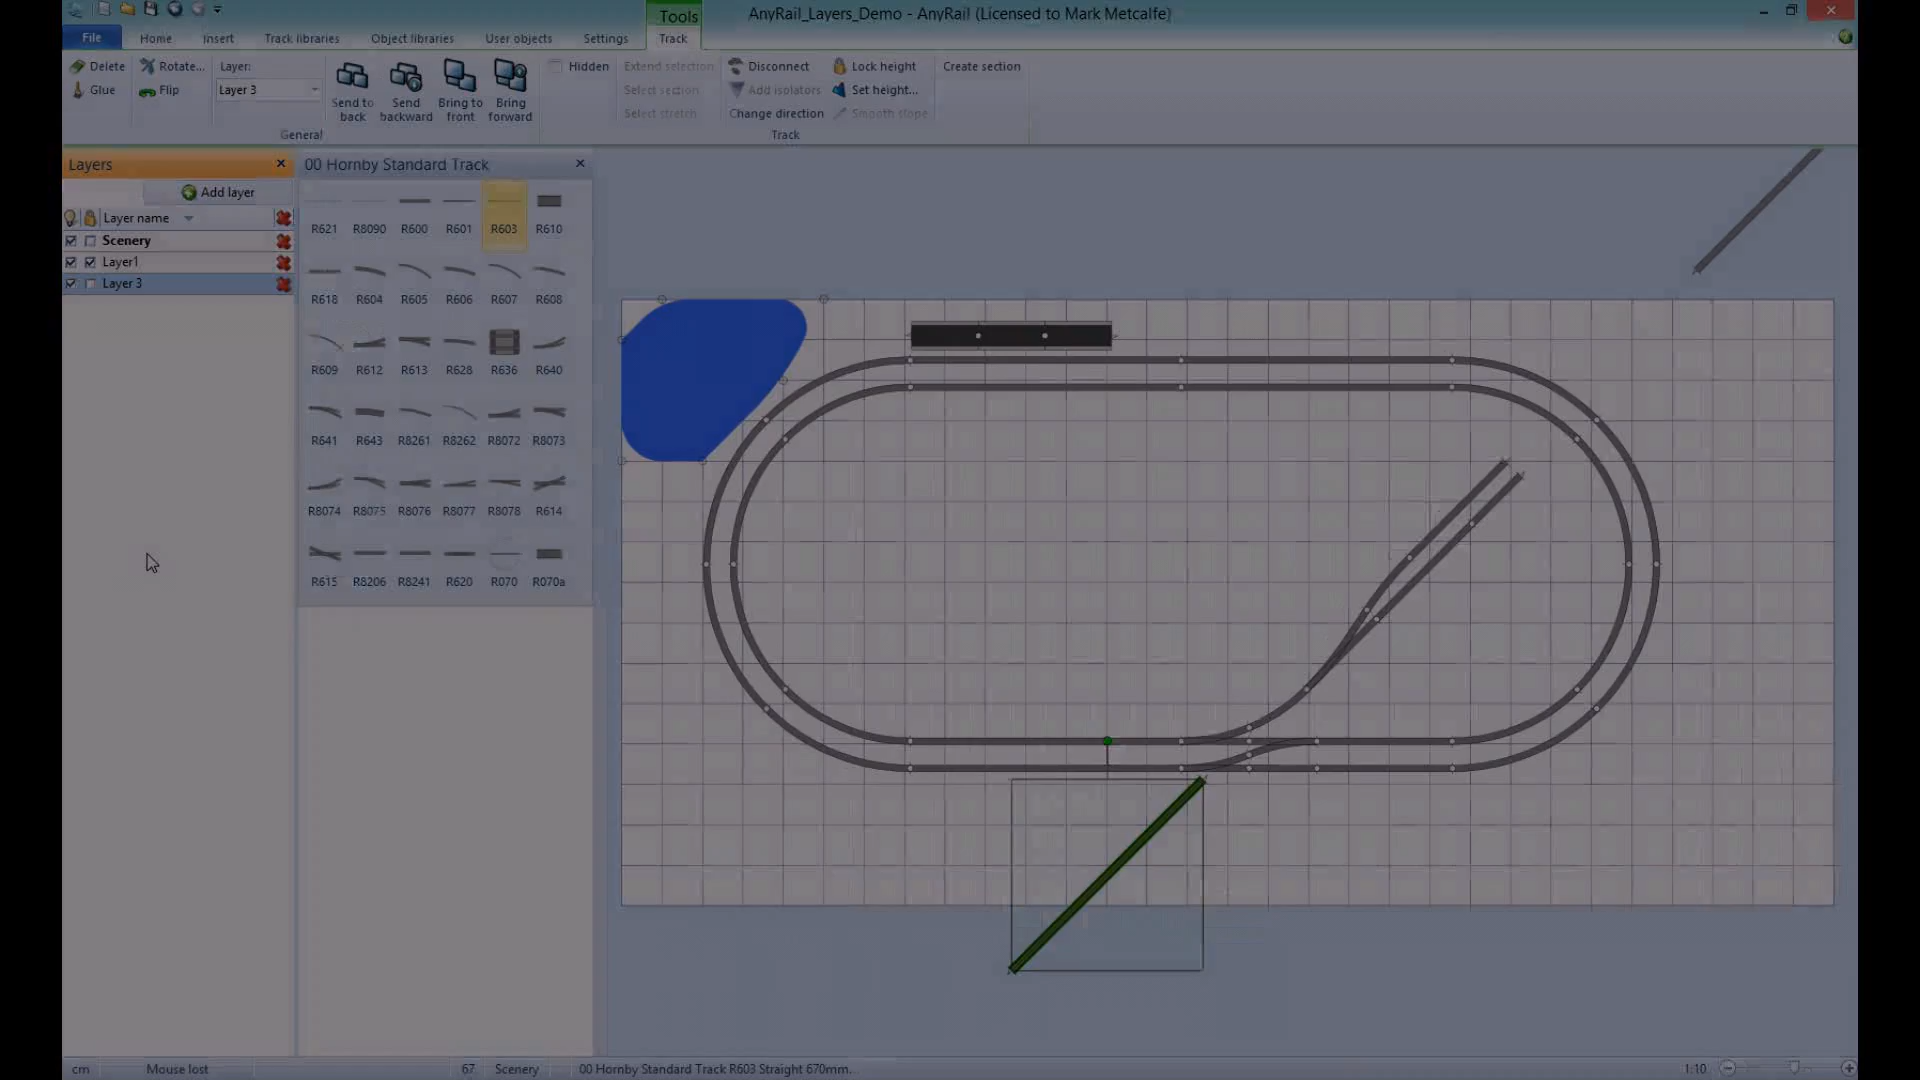 Tools
AnyRail_Layers_Demo - AnyRail (Licensed to Mark Metcalfe)
File Home Insert Track libraries Object libraries User objects Settings Track
Delete Rotate... Layer: Hidden Extend selection Disconnect Lock height Create section
Glue Flip Layer 3 Select section Add isolators Set height...
Send to back Send backward Bring to front Bring forward Select stretch Change direction Smooth slope
General Track
Layers 00 Hornby Standard Track
Add layer
Layer name
Scenery
Layer1
Layer 3
R621 R8090 R600 R601 R603 R610
R618 R604 R605 R606 R607 R608
R609 R612 R613 R628 R636 R640
R641 R643 R8261 R8262 R8072 R8073
R8074 R8075 R8076 R8077 R8078 R614
R615 R8206 R8241 R620 R070 R070a
cm Mouse lost 67 Scenery 00 Hornby Standard Track R603 Straight 670mm... 1:10